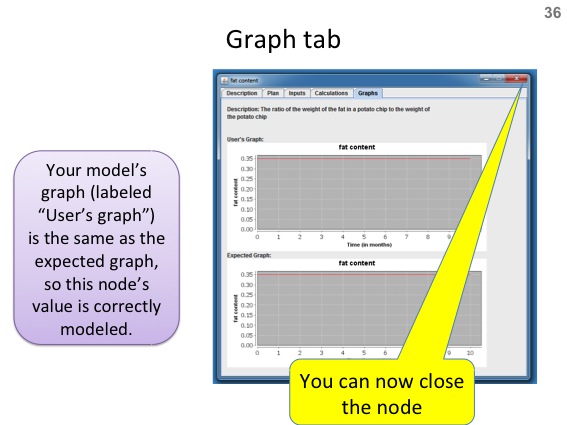 36
Graph tab
fat content
Description Plan Inputs Calculations Graphs
Description: The ratio of the weight of the fat in a potato chip to the weight of
the potato chip
User's Graph:
fat content
0.35
0.30
0.25
0.20
0.15
0.10
0.05
0.00
fat content
0 1 2 3 4 5 6 7 8 9
Time (in months)
Expected Graph:
fat content
0.35
0.30
0.25
0.20
0.15
0.10
0.05
0.00
fat content
0 1 2 3 4 5 6 7 8 9 10
Your model’s
graph (labeled
“User’s graph”)
is the same as the
expected graph,
so this node’s
value is correctly
modeled.
You can now close
the node